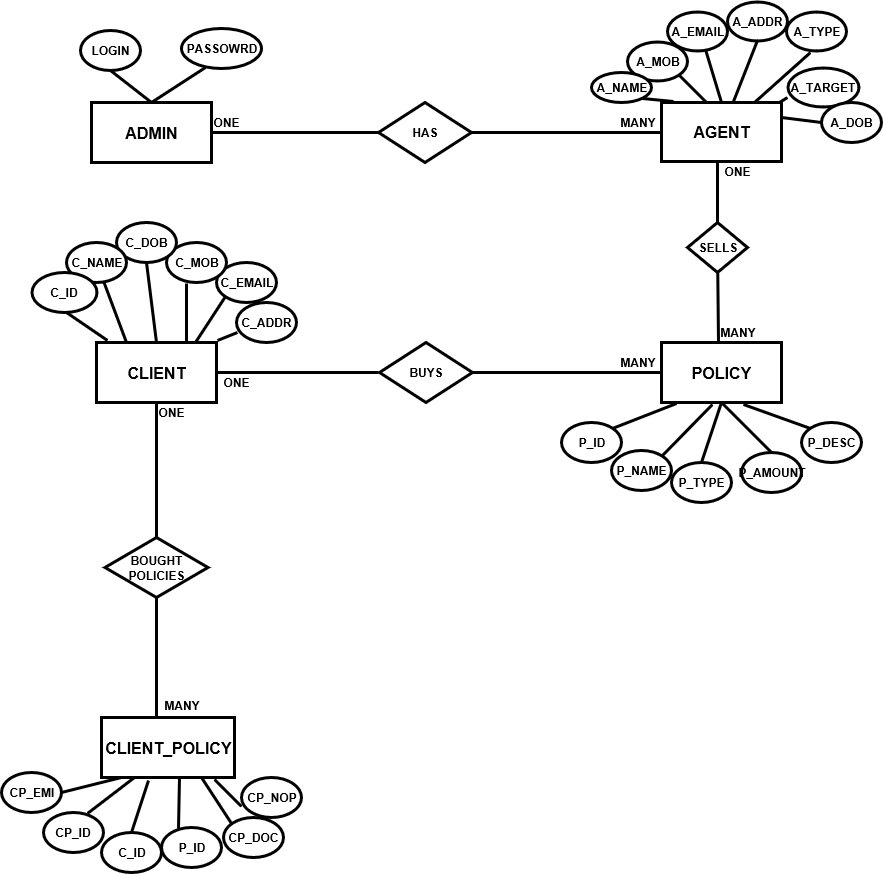 LOGIN
PASSOWRD
ADMIN
ONE
HAS
MANY
A_NAME
A_MOB
A_EMAIL
A_ADDR
A_TYPE
A_TARGET
A_DOB
AGENT
ONE
SELLS
MANY
C_ID
C_NAME
C_DOB
C_MOB
C_EMAIL
C_ADDR
CLIENT
ONE
BUYS
MANY
POLICY
P_ID
P_NAME
P_TYPE
P_AMOUNT
P_DESC
ONE
BOUGHT
POLICIES
MANY
CLIENT_POLICY
CP_EMI
CP_ID
C_ID
P_ID
CP_DOC
CP_NOP